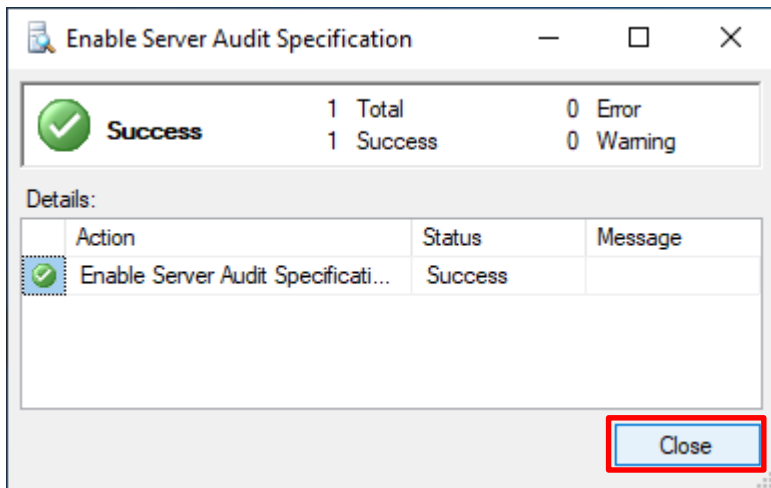 Enable Server Audit Specification
Success
1 Total 0 Error
1 Success 0 Warning
Details:
Action Status Message
Enable Server Audit Specificati... Success
Close